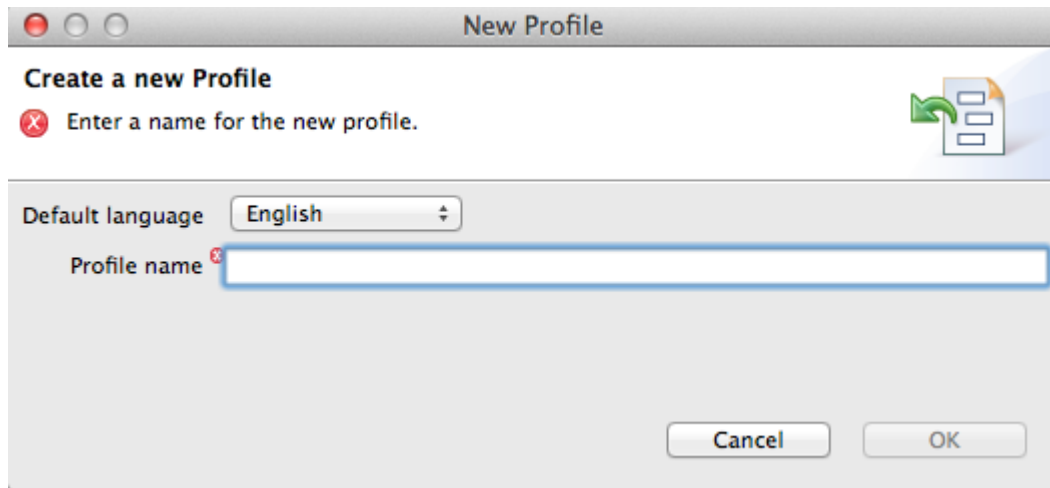 New Profile
Create a new Profile
Enter a name for the new profile.
Default language English
Profile name
Cancel OK